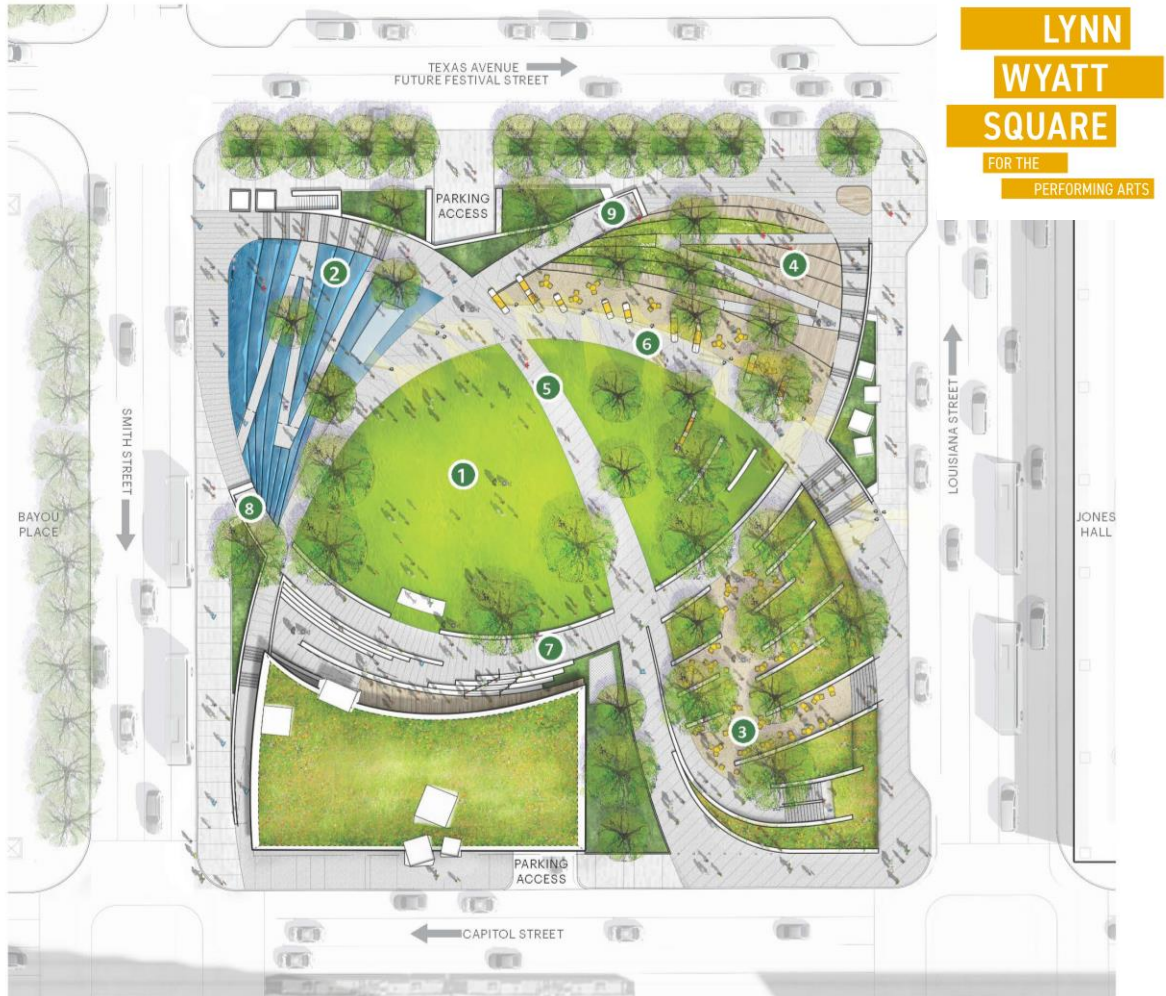 LYNN
WYATT
SQUARE
FOR THE
PERFORMING ARTS
TEXAS AVENUE
FUTURE FESTIVAL STREET
PARKING
ACCESS
9
2
4
6
5
SMITH STREET
LOUISIANA STREET
1
8
BAYOU
PLACE
JONES
HALL
7
3
PARKING
ACCESS
CAPITOL STREET